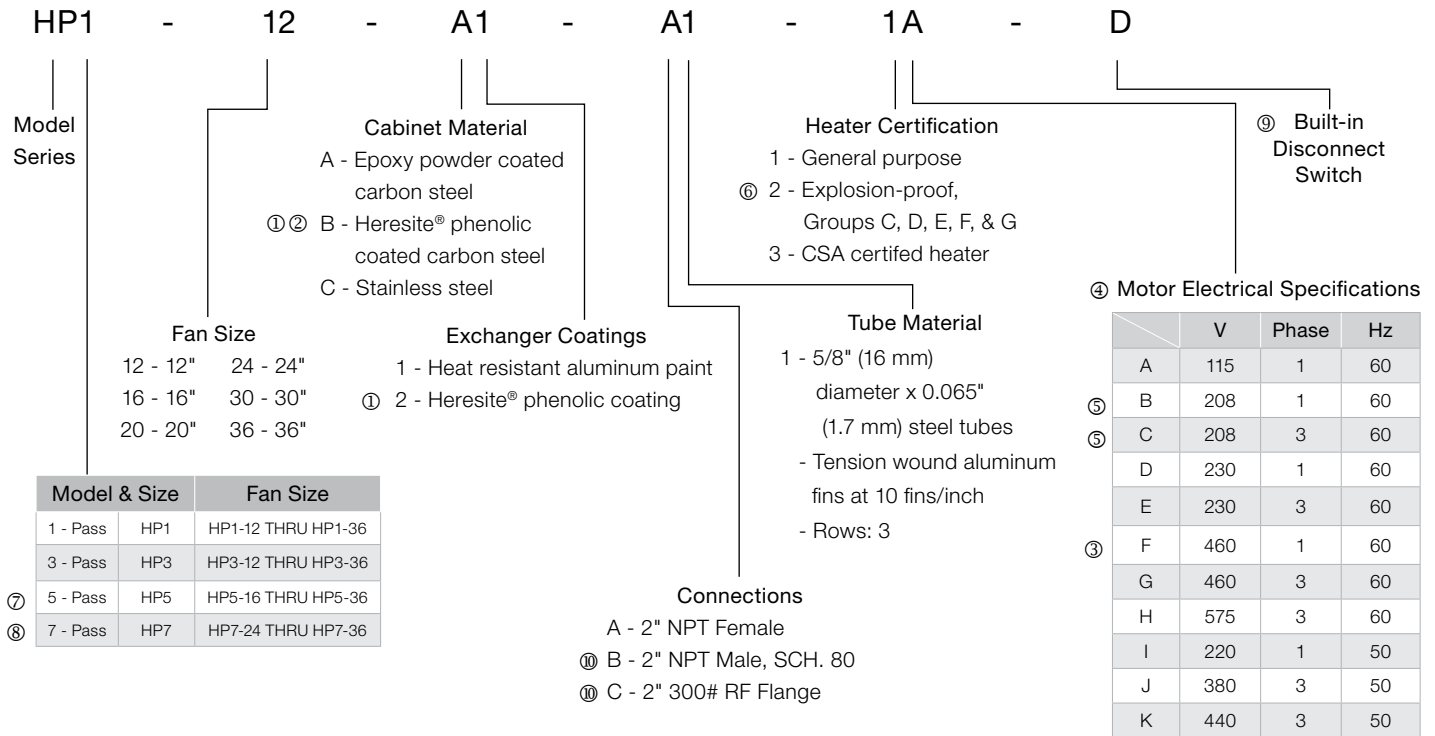 HP1 - 12 - A1 - A1 - 1A - D
Model
Series
Fan Size
12 - 12" 24 - 24"
16 - 16" 30 - 30"
20 - 20" 36 - 36"
Model & Size Fan Size
1 - Pass HP1 HP1-12 THRU HP1-36
3 - Pass HP3 HP3-12 THRU HP3-36
⑦ 5 - Pass HP5 HP5-16 THRU HP5-36
⑧ 7 - Pass HP7 HP7-24 THRU HP7-36
Cabinet Material
A - Epoxy powder coated
carbon steel
①② B - Heresite® phenolic
coated carbon steel
C - Stainless steel
Exchanger Coatings
1 - Heat resistant aluminum paint
① 2 - Heresite® phenolic coating
Connections
A - 2" NPT Female
⑩ B - 2" NPT Male, SCH. 80
⑩ C - 2" 300# RF Flange
Heater Certification
1 - General purpose
⑥ 2 - Explosion-proof,
Groups C, D, E, F, & G
3 - CSA certifed heater
Tube Material
1 - 5/8" (16 mm)
diameter x 0.065"
(1.7 mm) steel tubes
- Tension wound aluminum
fins at 10 fins/inch
- Rows: 3
⑨ Built-in
Disconnect
Switch
④ Motor Electrical Specifications
V Phase Hz
A 115 1 60
⑤ B 208 1 60
⑤ C 208 3 60
D 230 1 60
E 230 3 60
③ F 460 1 60
G 460 3 60
H 575 3 60
I 220 1 50
J 380 3 50
K 440 3 50